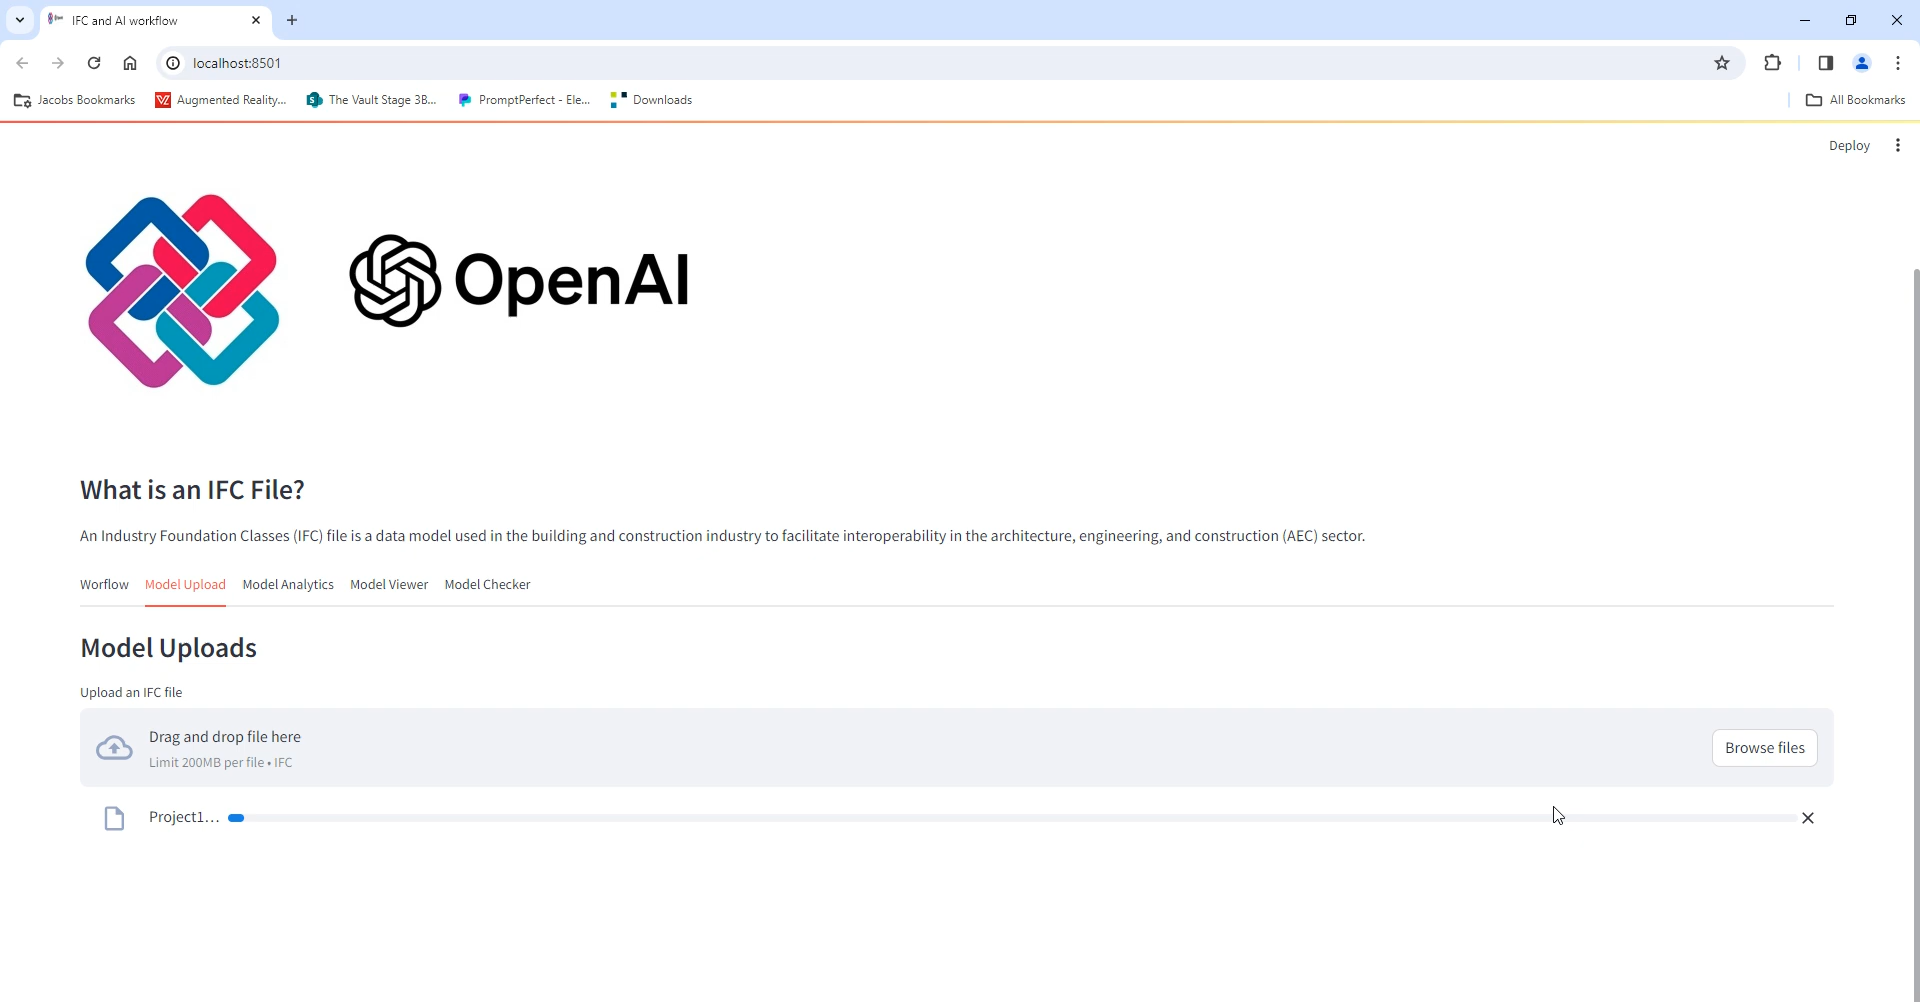 IFC and AI workflow
localhost:8501
Jacobs Bookmarks
Augmented Reality...
The Vault Stage 3B...
PromptPerfect - Ele...
Downloads
All Bookmarks
Deploy
OpenAI
What is an IFC File?
An Industry Foundation Classes (IFC) file is a data model used in the building and construction industry to facilitate interoperability in the architecture, engineering, and construction (AEC) sector.
Worflow Model Upload Model Analytics Model Viewer Model Checker
Model Uploads
Upload an IFC file
Drag and drop file here
Limit 200MB per file • IFC
Browse files
Project1...